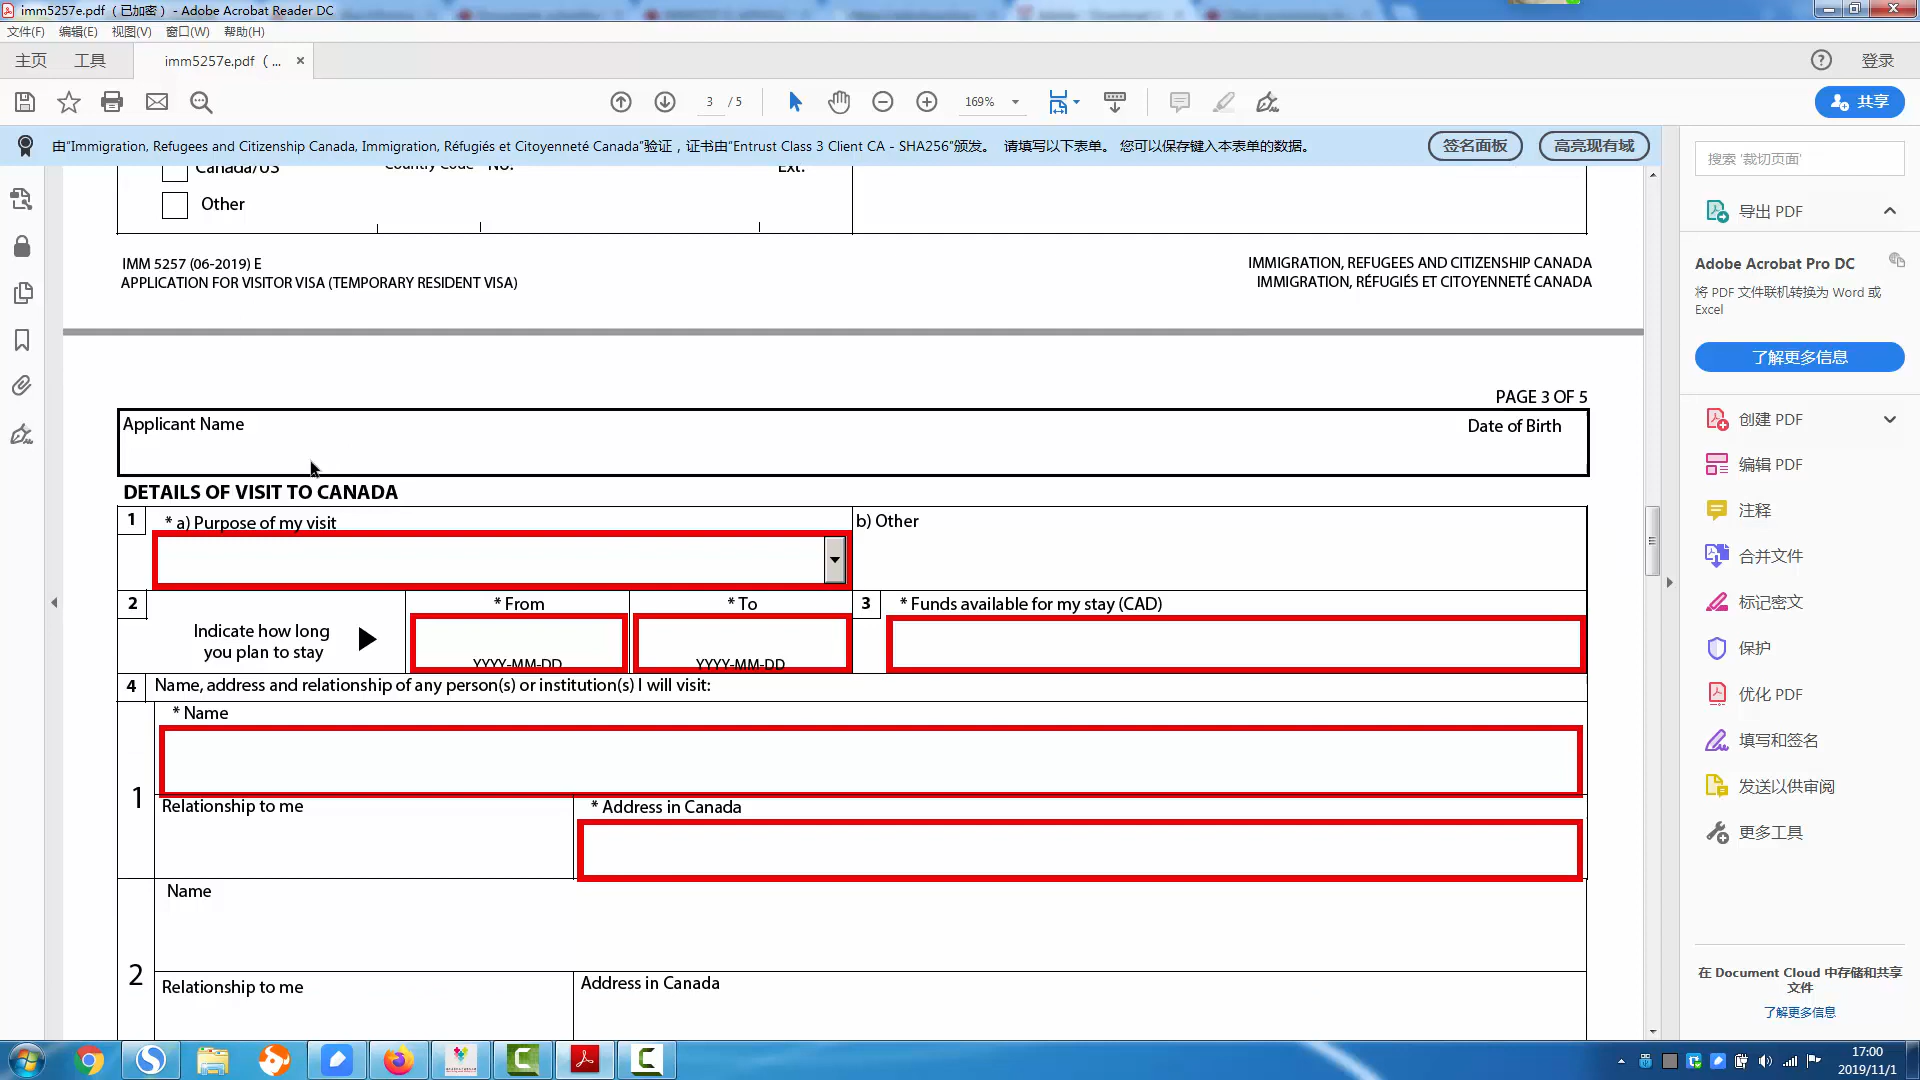 imm5257e.pdf (已加密) - Adobe Acrobat Reader DC
文件(F) 编辑(E) 视图(V) 窗口(W) 帮助(H)
主页 工具 imm5257e.pdf ( ... × 登录
3 / 5 169% 共享
由"Immigration, Refugees and Citizenship Canada, Immigration, Réfugiés et Citoyenneté Canada"验证，证书由"Entrust Class 3 Client CA - SHA256"颁发。 请填写以下表单。 您可以保存键入本表单的数据。 签名面板 高亮现有域
Canada/US Country Code No. Ext.
Other
IMM 5257 (06-2019) E
APPLICATION FOR VISITOR VISA (TEMPORARY RESIDENT VISA)
IMMIGRATION, REFUGEES AND CITIZENSHIP CANADA
IMMIGRATION, RÉFUGIÉS ET CITOYENNETÉ CANADA
PAGE 3 OF 5
Applicant Name Date of Birth
DETAILS OF VISIT TO CANADA
1 * a) Purpose of my visit b) Other
2 * From * To 3 * Funds available for my stay (CAD)
Indicate how long
you plan to stay
YYYY-MM-DD YYYY-MM-DD
4 Name, address and relationship of any person(s) or institution(s) I will visit:
* Name
1
Relationship to me * Address in Canada
Name
2
Relationship to me Address in Canada
搜索 '裁切页面'
导出 PDF
Adobe Acrobat Pro DC
将 PDF 文件联机转换为 Word 或
Excel
了解更多信息
创建 PDF
编辑 PDF
注释
合并文件
标记密文
保护
优化 PDF
填写和签名
发送以供审阅
更多工具
在 Document Cloud 中存储和共享
文件
了解更多信息
17:00
2019/11/1